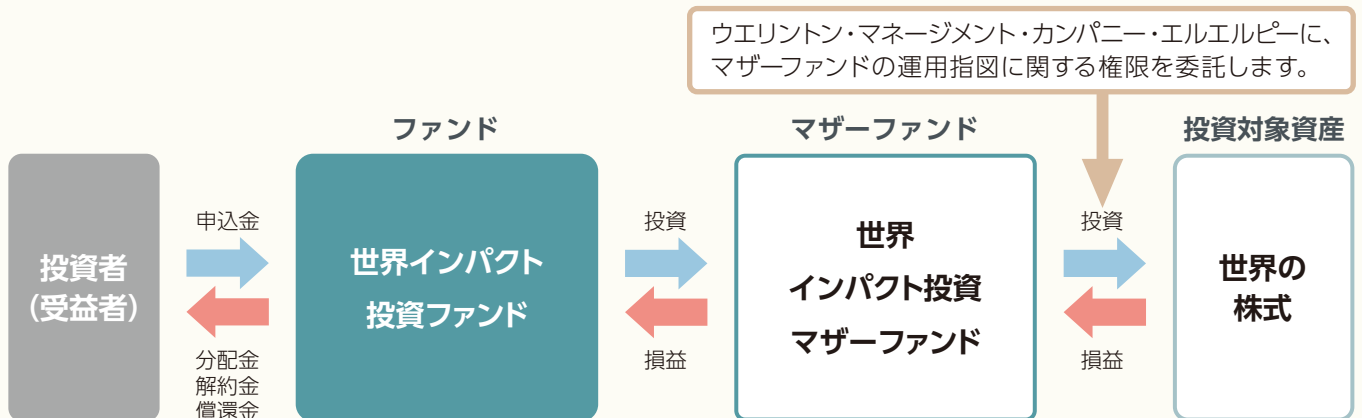 ウエリントン・マネージメント・カンパニー・エルエルピーに、
マザーファンドの運用指図に関する権限を委託します。
ファンド
マザーファンド
投資対象資産
投資者
(受益者)
申込金
分配金
解約金
償還金
世界インパクト
投資ファンド
投資
損益
世界
インパクト投資
マザーファンド
投資
損益
世界の
株式